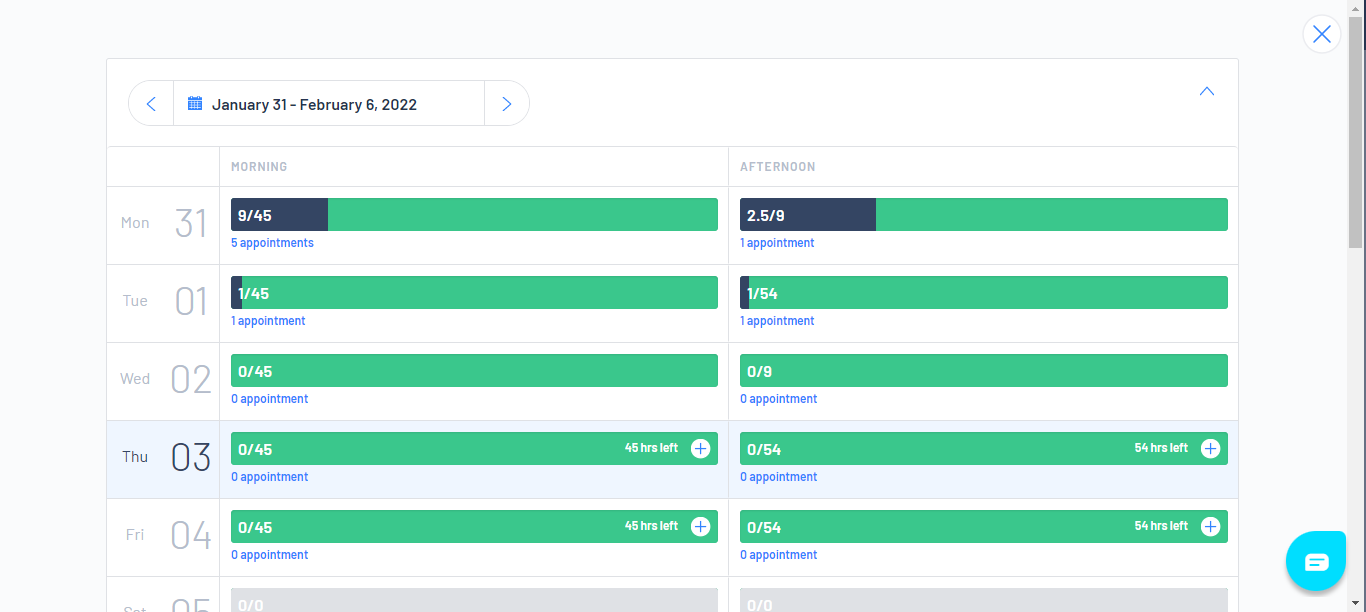 January 31 - February 6, 2022
MORNING AFTERNOON
Mon 31 9/45 2.5/9
5 appointments 1 appointment
Tue 01 1/45 1/54
1 appointment 1 appointment
Wed 02 0/45 0/9
0 appointment 0 appointment
Thu 03 0/45 45 hrs left 0/54 54 hrs left
0 appointment 0 appointment
Fri 04 0/45 45 hrs left 0/54 54 hrs left
0 appointment 0 appointment
Sat 05 0/0 0/0